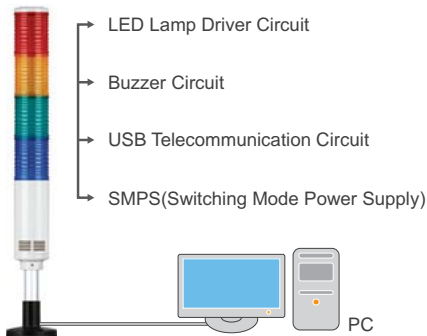 LED Lamp Driver Circuit
Buzzer Circuit
USB Telecommunication Circuit
SMPS(Switching Mode Power Supply)
PC